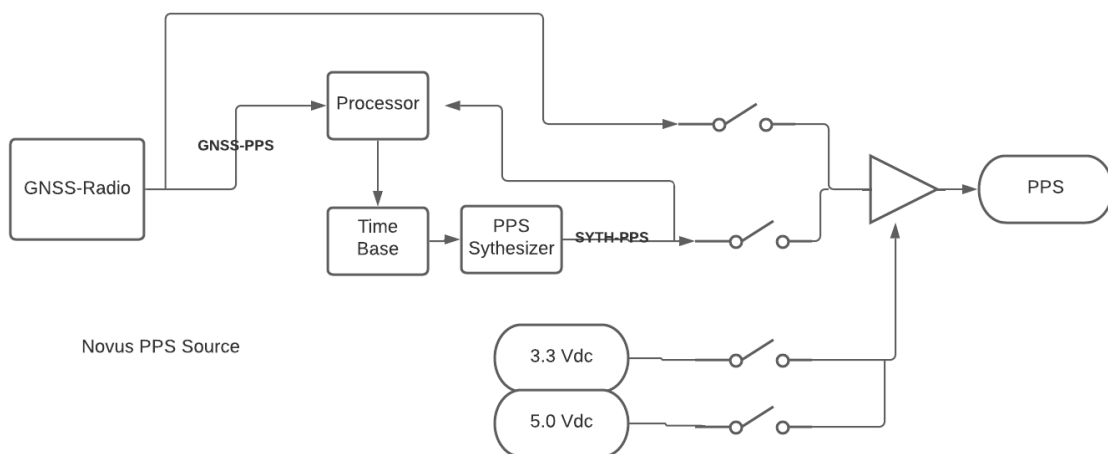 Processor
GNSS-PPS
GNSS-Radio
PPS
Time
Base
PPS
Sythesizer
SYTH-PPS
Novus PPS Source
3.3 Vdc
5.0 Vdc